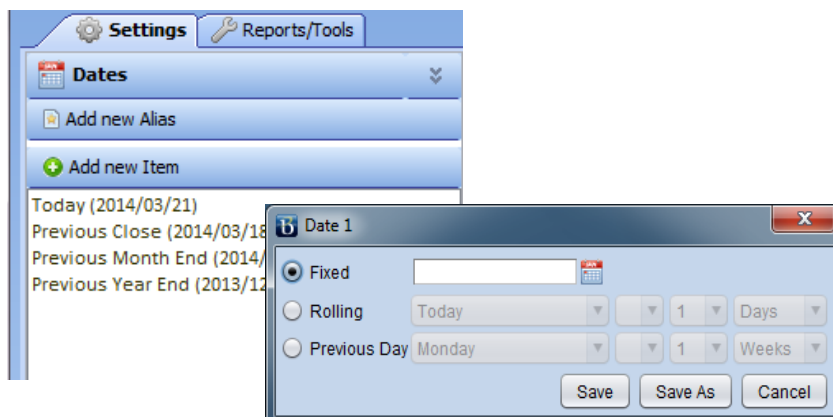 Settings Reports/Tools
Dates
Add new Alias
Add new Item
Today (2014/03/21)
Previous Close (2014/03/18
Previous Month End (2014/
Previous Year End (2013/12
Date 1
Fixed
Rolling Today 1 Days
Previous Day Monday 1 Weeks
Save Save As Cancel